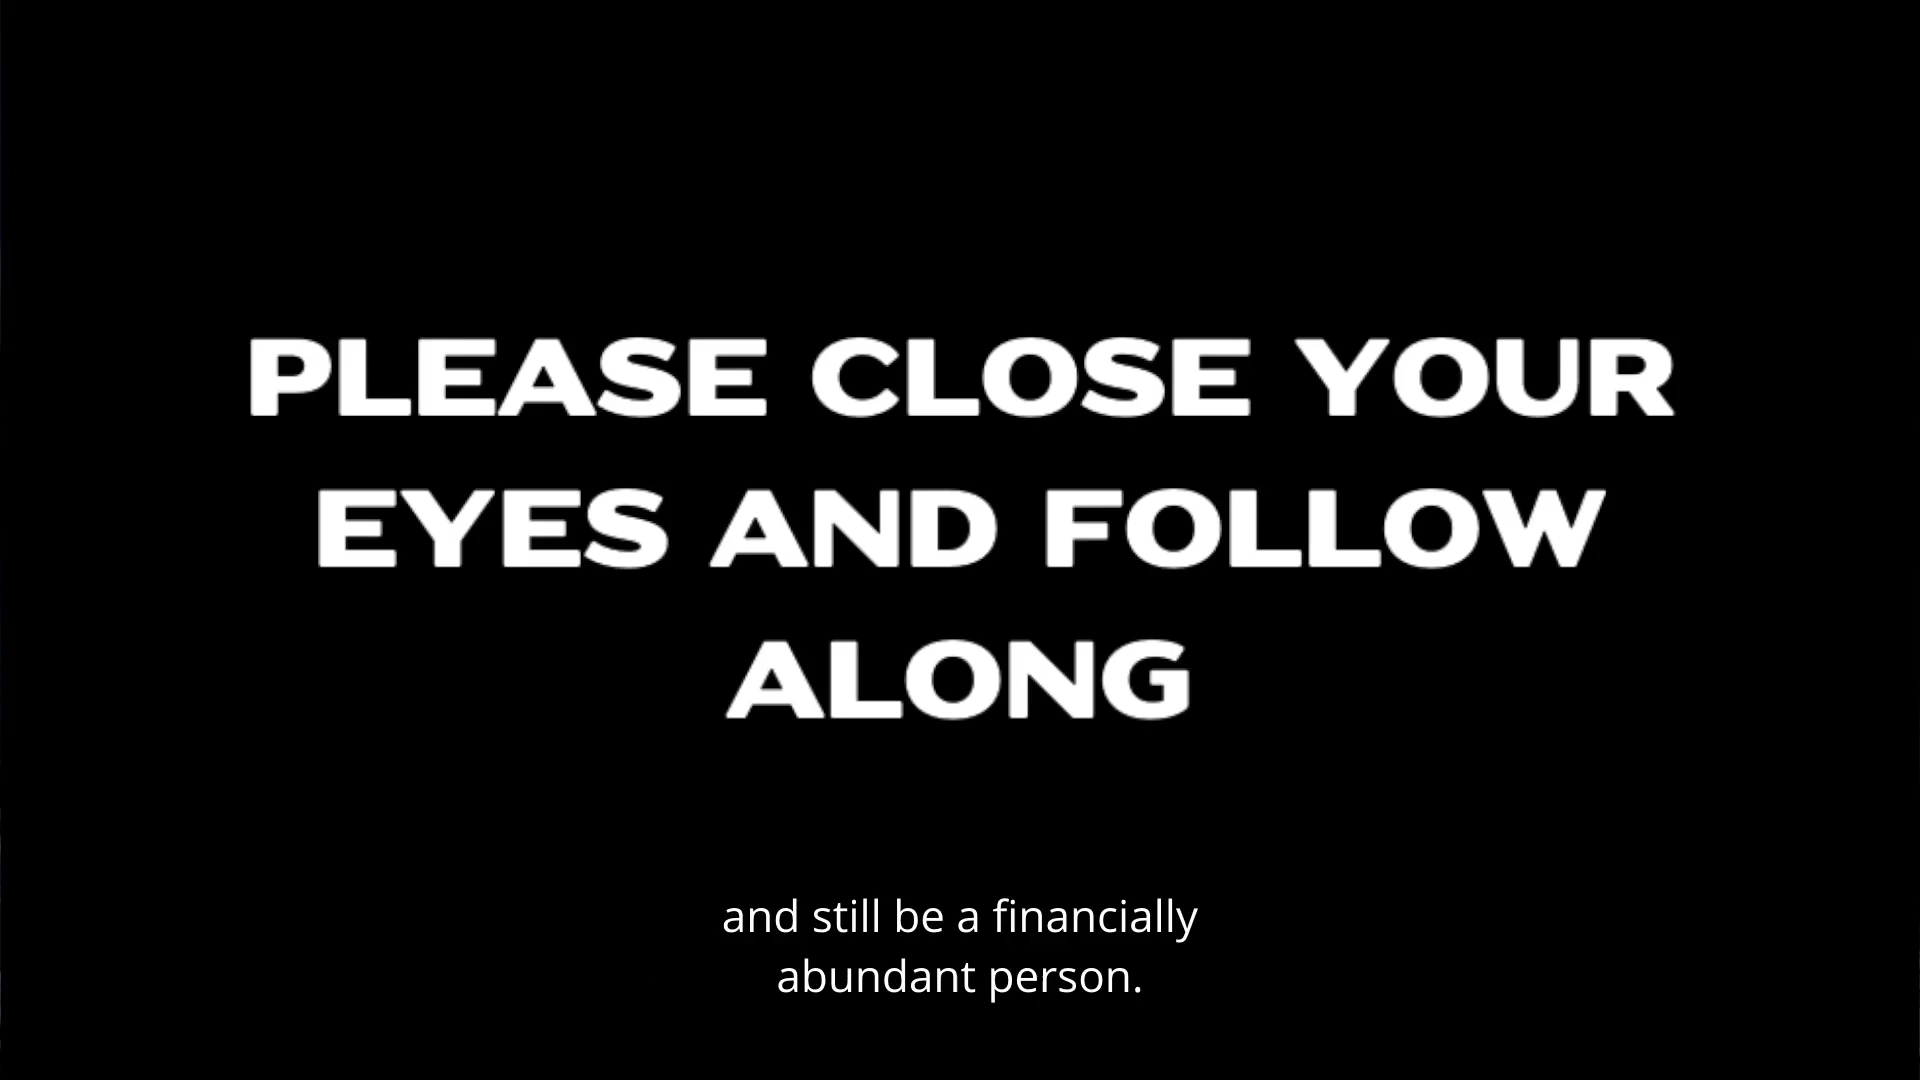 PLEASE CLOSE YOUR
EYES AND FOLLOW
ALONG
and still be a financially
abundant person.